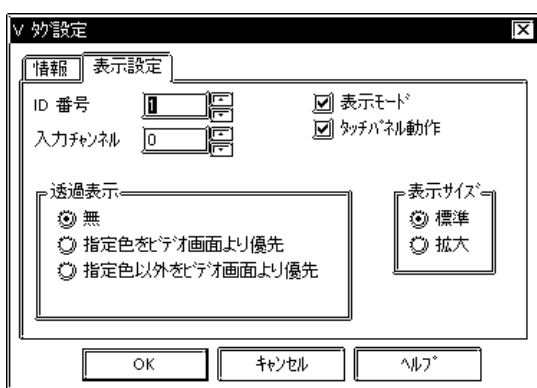 V ﾀｸﾞ設定
情報 表示設定
ID 番号 1
表示ﾓｰﾄﾞ
入力ﾁｬﾝﾈﾙ 0
ﾀｯﾁﾊﾟﾈﾙ動作
透過表示
無
指定色をﾋﾞﾃﾞｵ画面より優先
指定色以外をﾋﾞﾃﾞｵ画面より優先
表示ｻｲｽﾞ
標準
拡大
OK ｷｬﾝｾﾙ ﾍﾙﾌﾟ